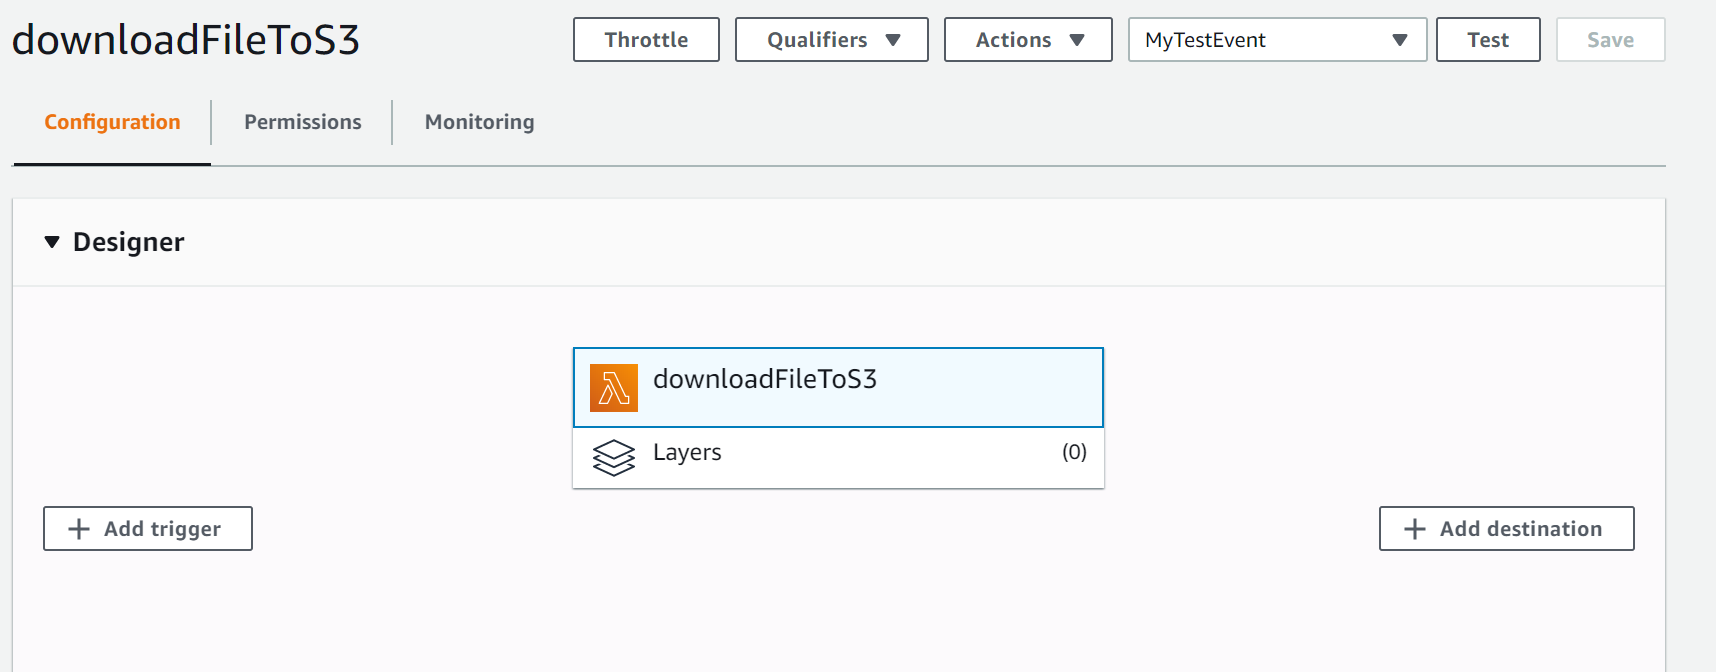 downloadFileToS3
Throttle
Qualifiers
Actions
MyTestEvent
Test
Save
Configuration
Permissions
Monitoring
Designer
downloadFileToS3
Layers
(0)
Add trigger
Add destination